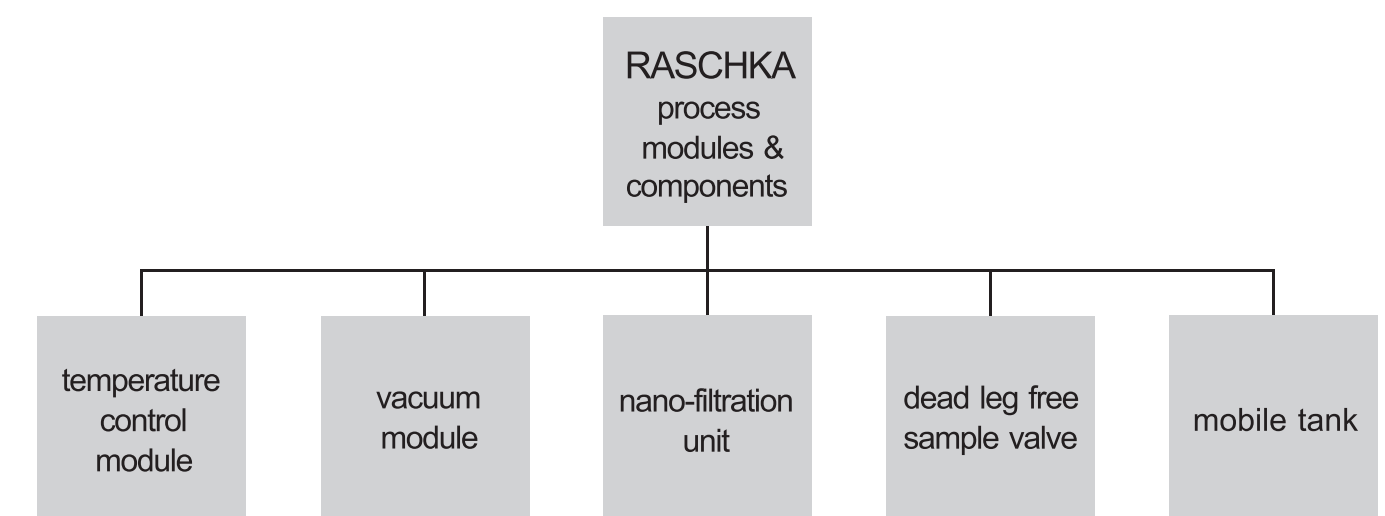 RASCHKA
process
modules &
components
temperature
control
module
vacuum
module
nano-filtration
unit
dead leg free
sample valve
mobile tank